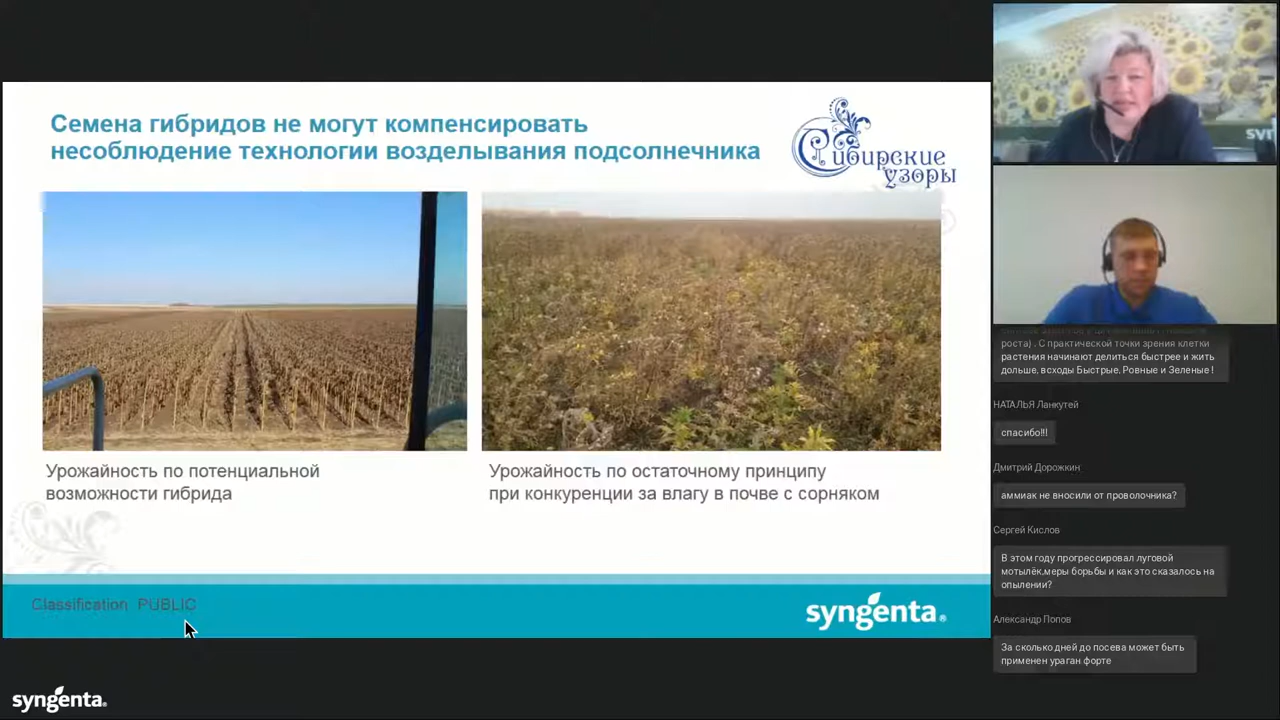 Семена гибридов не могут компенсировать
несоблюдение технологии возделывания подсолнечника
Сибирские
узоры
Урожайность по потенциальной
возможности гибрида
Урожайность по остаточному принципу
при конкуренции за влагу в почве с сорняком
Classification PUBLIC
syngenta®
syngenta®
syn
роста) . С практической точки зрения клетки
растения начинают делиться быстрее и жить
дольше, всходы Быстрые, Ровные и Зеленые !
НАТАЛЬЯ Ланкутей
спасибо!!!
Дмитрий Дорожкин
аммиак не вносили от проволочника?
Сергей Кислов
В этом году прогрессировал луговой
мотылёк,меры борьбы и как это сказалось на
опылении?
Александр Попов
За сколько дней до посева может быть
применен ураган форте